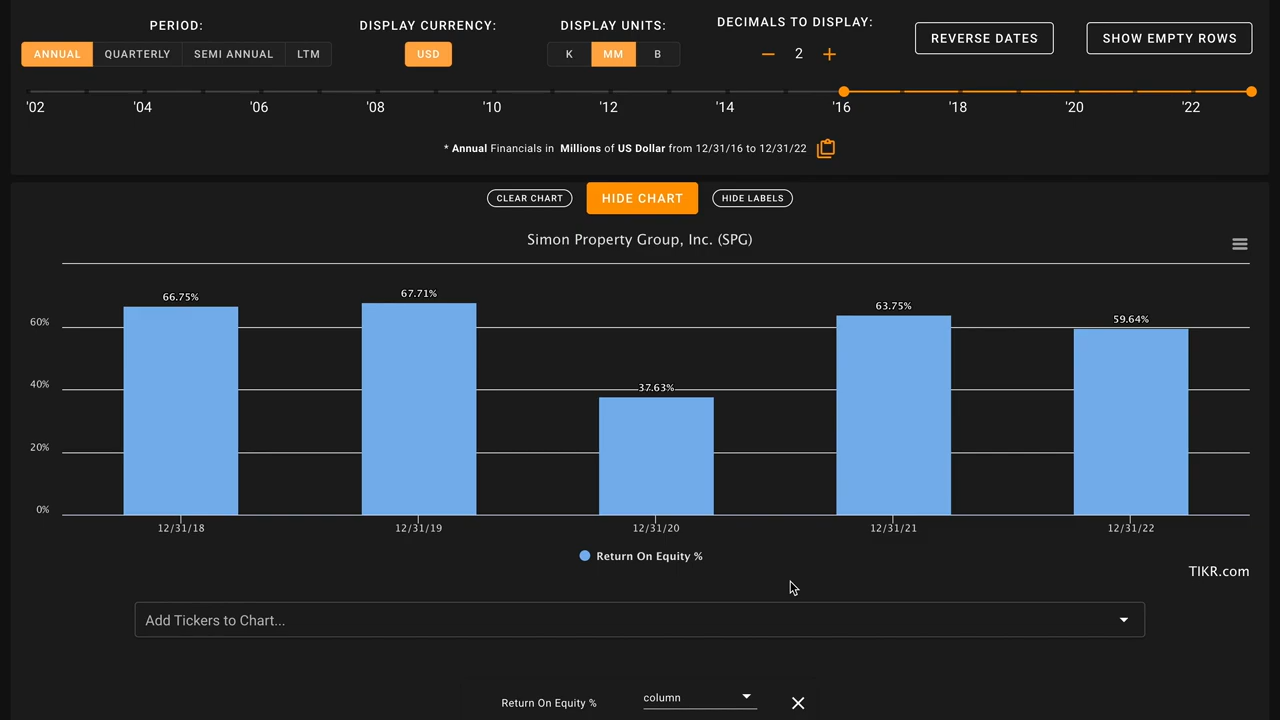 PERIOD:
DISPLAY CURRENCY:
DISPLAY UNITS:
DECIMALS TO DISPLAY:
ANNUAL QUARTERLY SEMI ANNUAL LTM
USD
K MM B
2
REVERSE DATES
SHOW EMPTY ROWS
'02 '04 '06 '08 '10 '12 '14 '16 '18 '20 '22
* Annual Financials in Millions of US Dollar from 12/31/16 to 12/31/22
CLEAR CHART HIDE CHART HIDE LABELS
Simon Property Group, Inc. (SPG)
66.75% 67.71% 37.63% 63.75% 59.64%
60%
40%
20%
0%
12/31/18 12/31/19 12/31/20 12/31/21 12/31/22
Return On Equity %
TIKR.com
Add Tickers to Chart...
Return On Equity % column